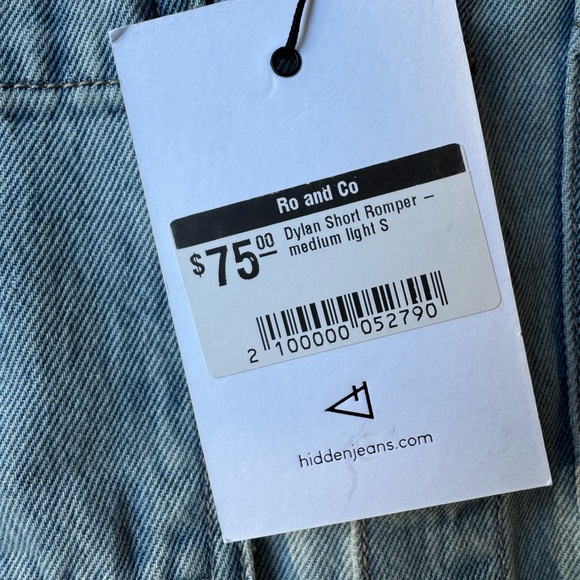 Ro and Co
$75.00
Dylan Short Romper –
medium light S
2 100000 052790
hiddenjeans.com